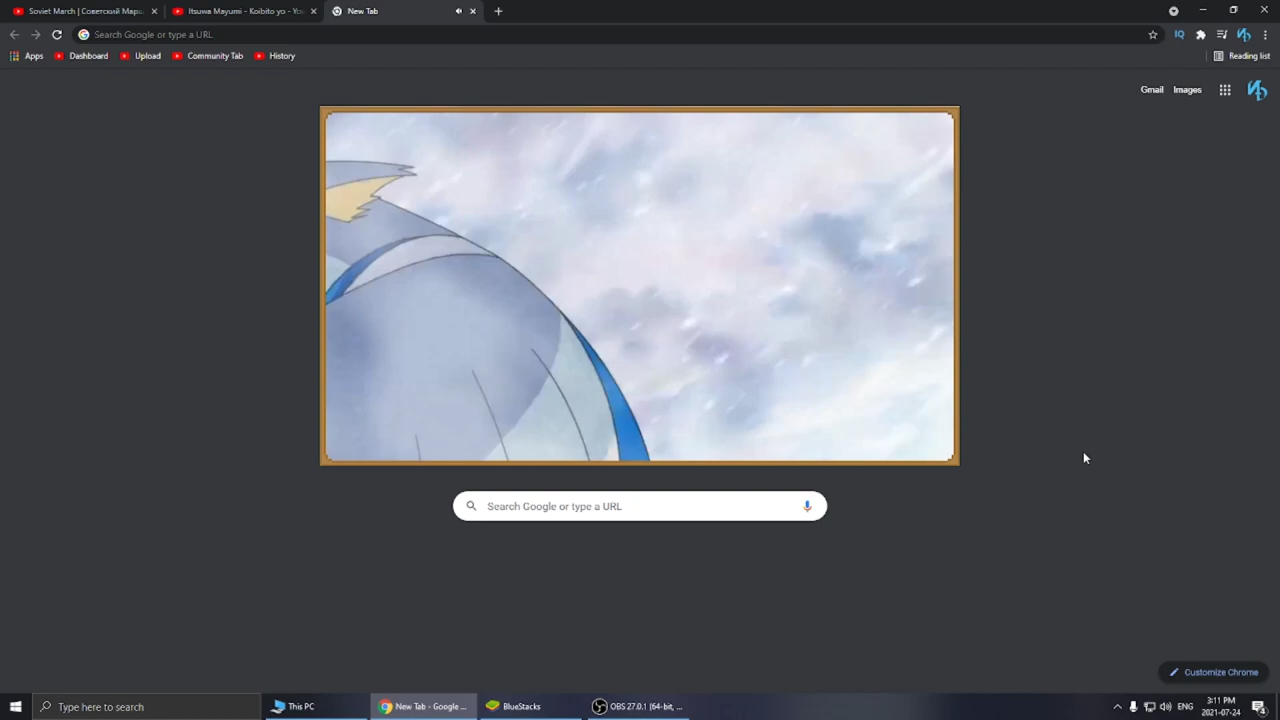 Soviet March | Советский Марш
Itsuwa Mayumi - Koibito yo - Yo
New Tab
Search Google or type a URL
Apps
Dashboard
Upload
Community Tab
History
Reading list
Gmail
Images
Search Google or type a URL
Customize Chrome
Type here to search
This PC
New Tab - Google ...
BlueStacks
OBS 27.0.1 (64-bit, ...
ENG
3:11 PM
2021-07-24
4